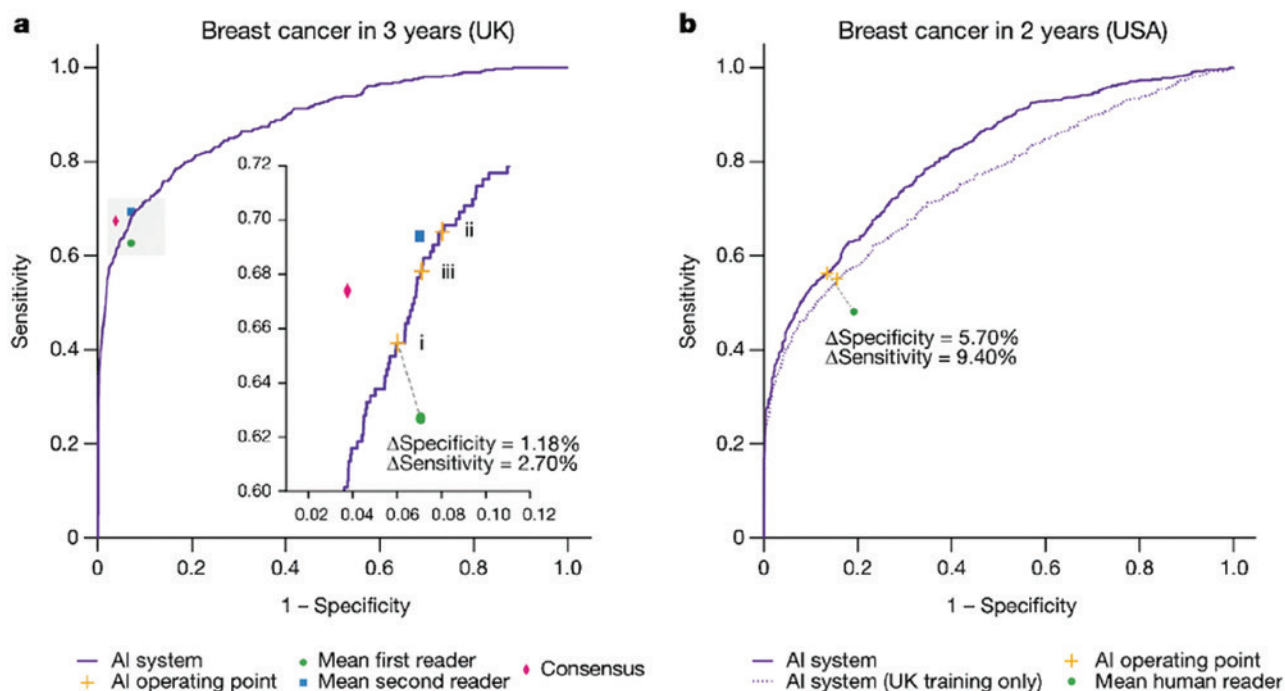 a
Breast cancer in 3 years (UK)
1.0
0.8
0.6
0.4
0.2
0
Sensitivity
0 0.2 0.4 0.6 0.8 1.0
1 – Specificity
0.72
0.70
0.68
0.66
0.64
0.62
0.60
0.02 0.04 0.06 0.08 0.10 0.12
ii
iii
i
ΔSpecificity = 1.18%
ΔSensitivity = 2.70%
AI system
AI operating point
Mean first reader
Mean second reader
Consensus
b
Breast cancer in 2 years (USA)
1.0
0.8
0.6
0.4
0.2
0
Sensitivity
0 0.2 0.4 0.6 0.8 1.0
1 – Specificity
ΔSpecificity = 5.70%
ΔSensitivity = 9.40%
AI system
AI system (UK training only)
AI operating point
Mean human reader